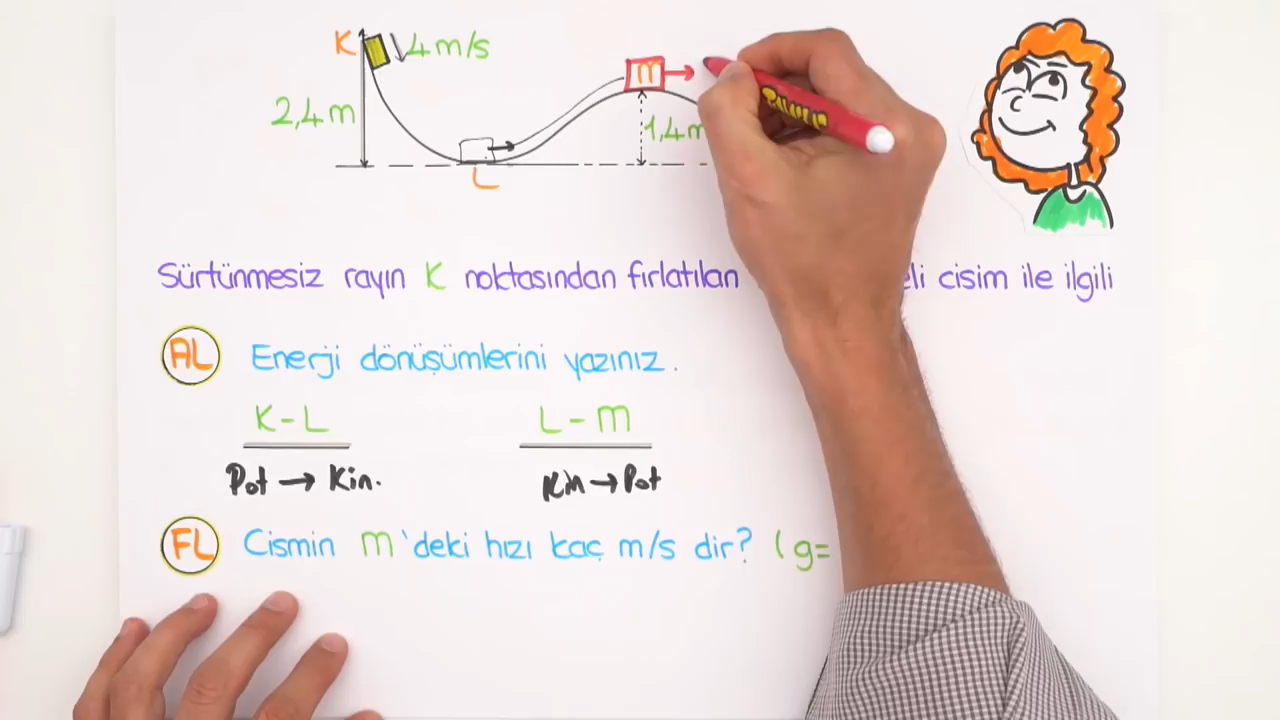 K 4 m/s
m
2,4 m
1,4 m
L
Sürtünmesiz rayın K noktasından fırlatılan cisim ile ilgili
AL Enerji dönüşümlerini yazınız.
K-L L-m
Pot → Kin. Kin → Pot
FL Cismin m'deki hızı kaç m/s dir? (g=